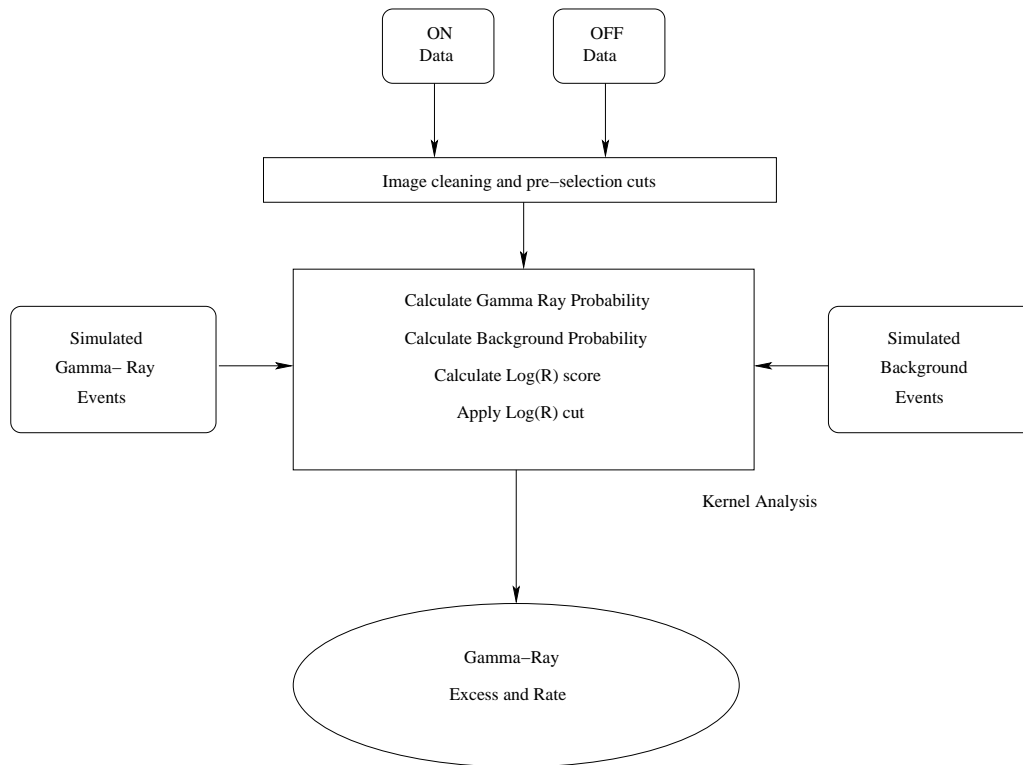 ON
Data
OFF
Data
Image cleaning and pre−selection cuts
Calculate Gamma Ray Probability
Calculate Background Probability
Calculate Log(R) score
Apply Log(R) cut
Simulated
Gamma− Ray
Events
Simulated
Background
Events
Kernel Analysis
Gamma−Ray
Excess and Rate